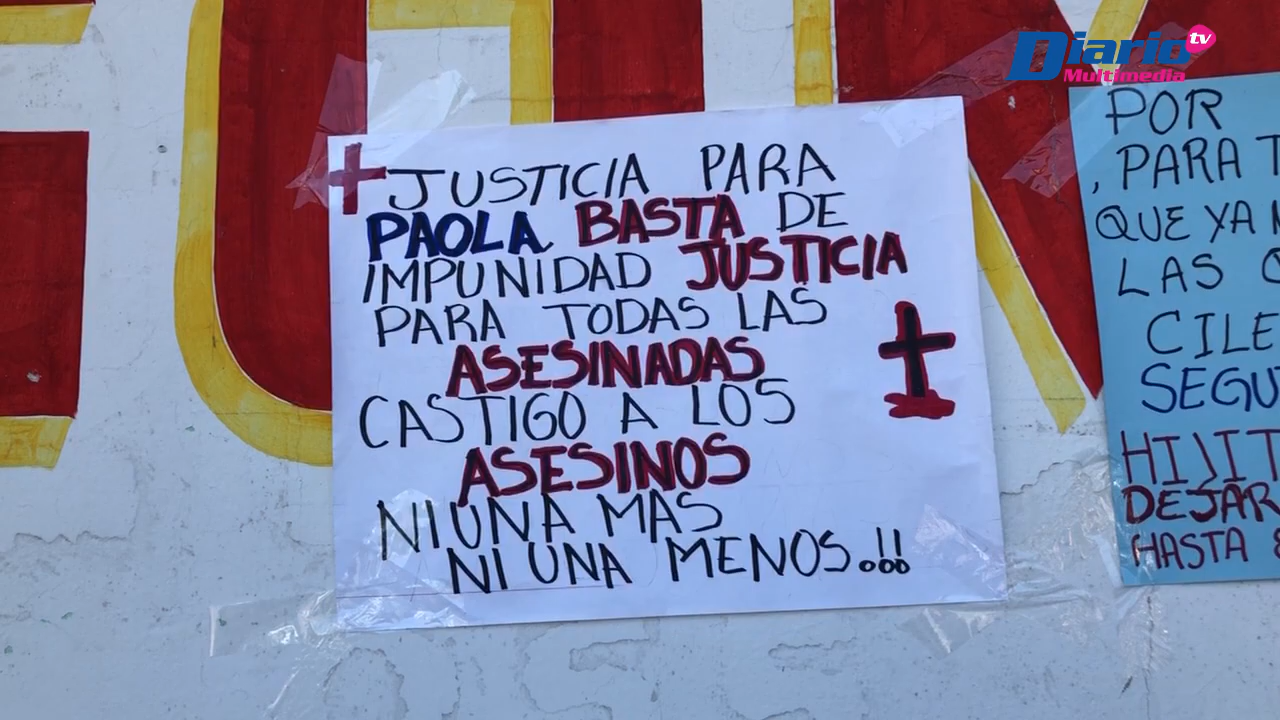 Diario tv
Multimedia
JUSTICIA PARA
PAOLA BASTA DE
IMPUNIDAD JUSTICIA
PARA TODAS LAS
ASESINADAS
CASTIGO A LOS
ASESINOS
NI UNA MAS
NI UNA MENOS..!!
POR
, PARA T
QUE YA
LAS
CILE
SEGU
HIJIT
DEJAR
HASTA